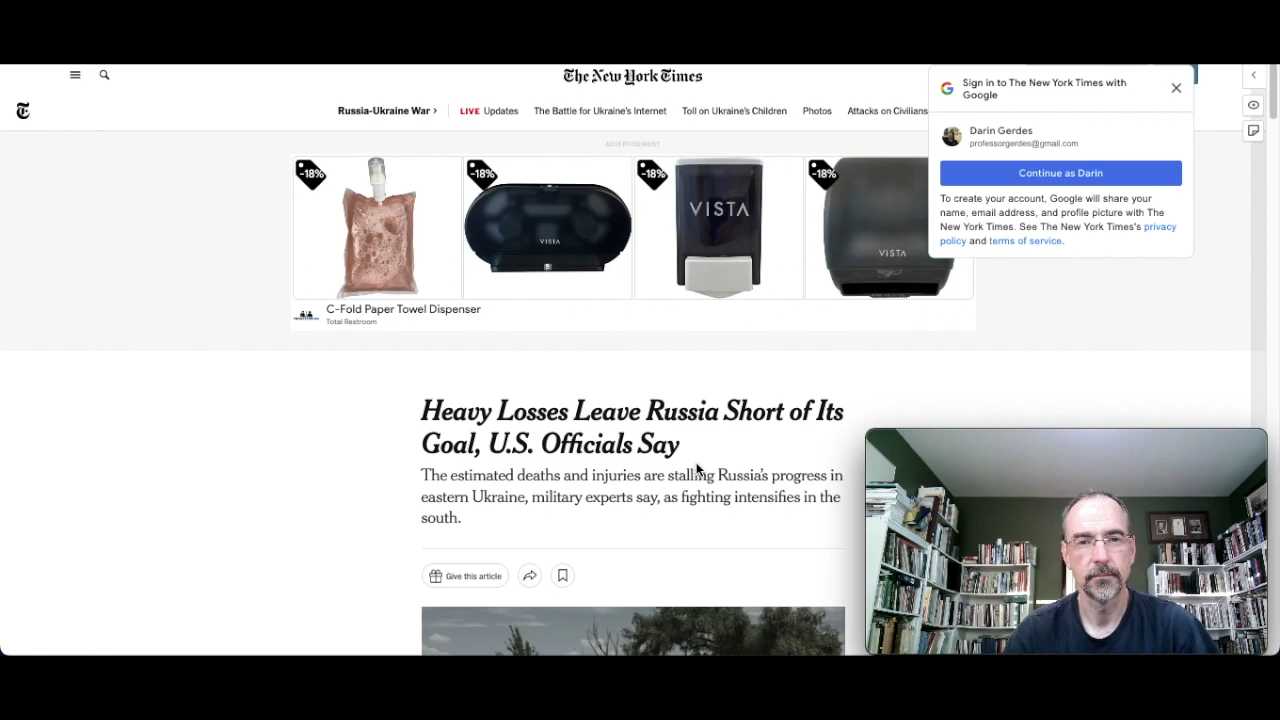 The New York Times
Russia-Ukraine War › LIVE Updates The Battle for Ukraine's Internet Toll on Ukraine's Children Photos Attacks on Civilians
Sign in to The New York Times with
Google
Darin Gerdes
professorgerdes@gmail.com
Continue as Darin
To create your account, Google will share your
name, email address, and profile picture with The
New York Times. See The New York Times's privacy
policy and terms of service.
ADVERTISEMENT
-18% -18% -18% -18%
VISTA VISTA VISTA
C-Fold Paper Towel Dispenser
Total Restroom
Heavy Losses Leave Russia Short of Its
Goal, U.S. Officials Say
The estimated deaths and injuries are stalling Russia's progress in
eastern Ukraine, military experts say, as fighting intensifies in the
south.
Give this article